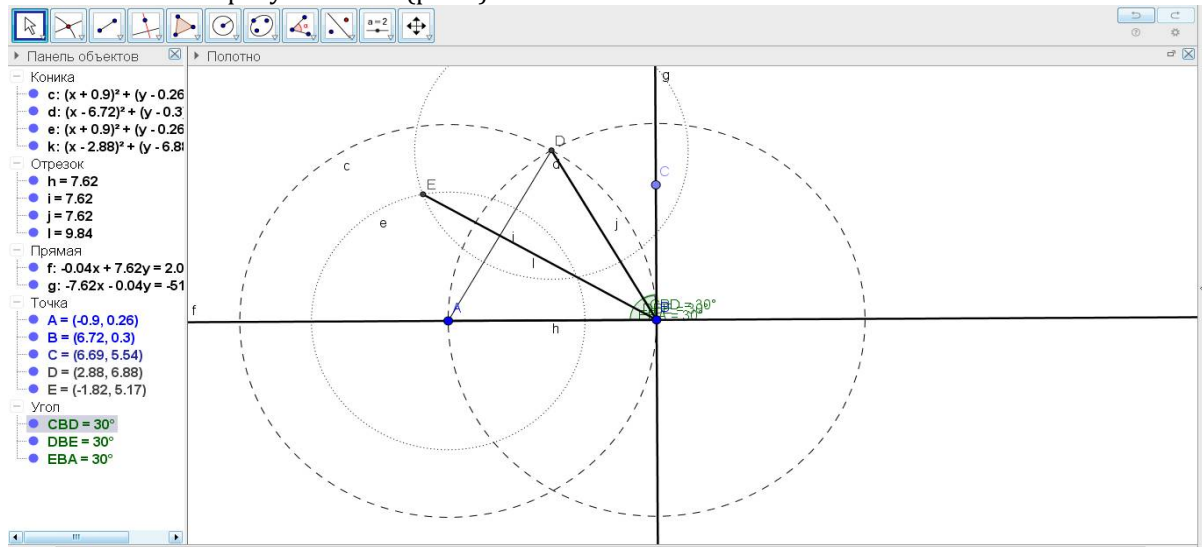 a = 2
Панель объектов
Полотно
Коника
c: (x + 0.9)² + (y - 0.26
d: (x - 6.72)² + (y - 0.3
e: (x + 0.9)² + (y - 0.26
k: (x - 2.88)² + (y - 6.8
Отрезок
h = 7.62
i = 7.62
j = 7.62
l = 9.84
Прямая
f: -0.04x + 7.62y = 2.0
g: -7.62x - 0.04y = -51
Точка
A = (-0.9, 0.26)
B = (6.72, 0.3)
C = (6.69, 5.54)
D = (2.88, 6.88)
E = (-1.82, 5.17)
Угол
CBD = 30°
DBE = 30°
EBA = 30°
g
c
D
d
C
E
e
j
i
l
f
A
B
CBD = 30°
h